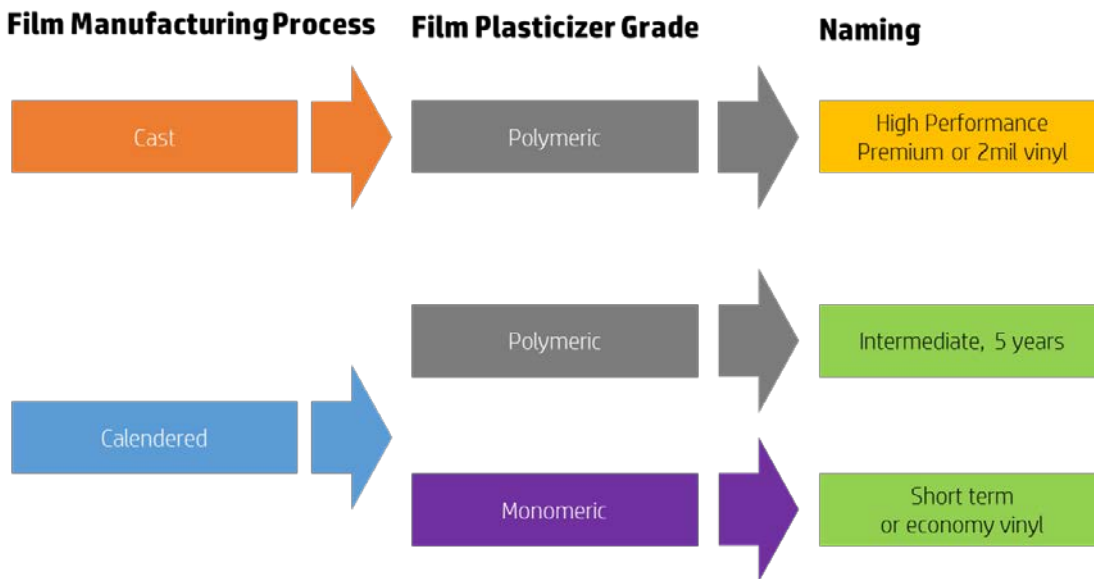 Film Manufacturing Process
Film Plasticizer Grade
Naming
Cast
Polymeric
High Performance
Premium or 2mil vinyl
Polymeric
Intermediate, 5 years
Calendered
Monomeric
Short term
or economy vinyl